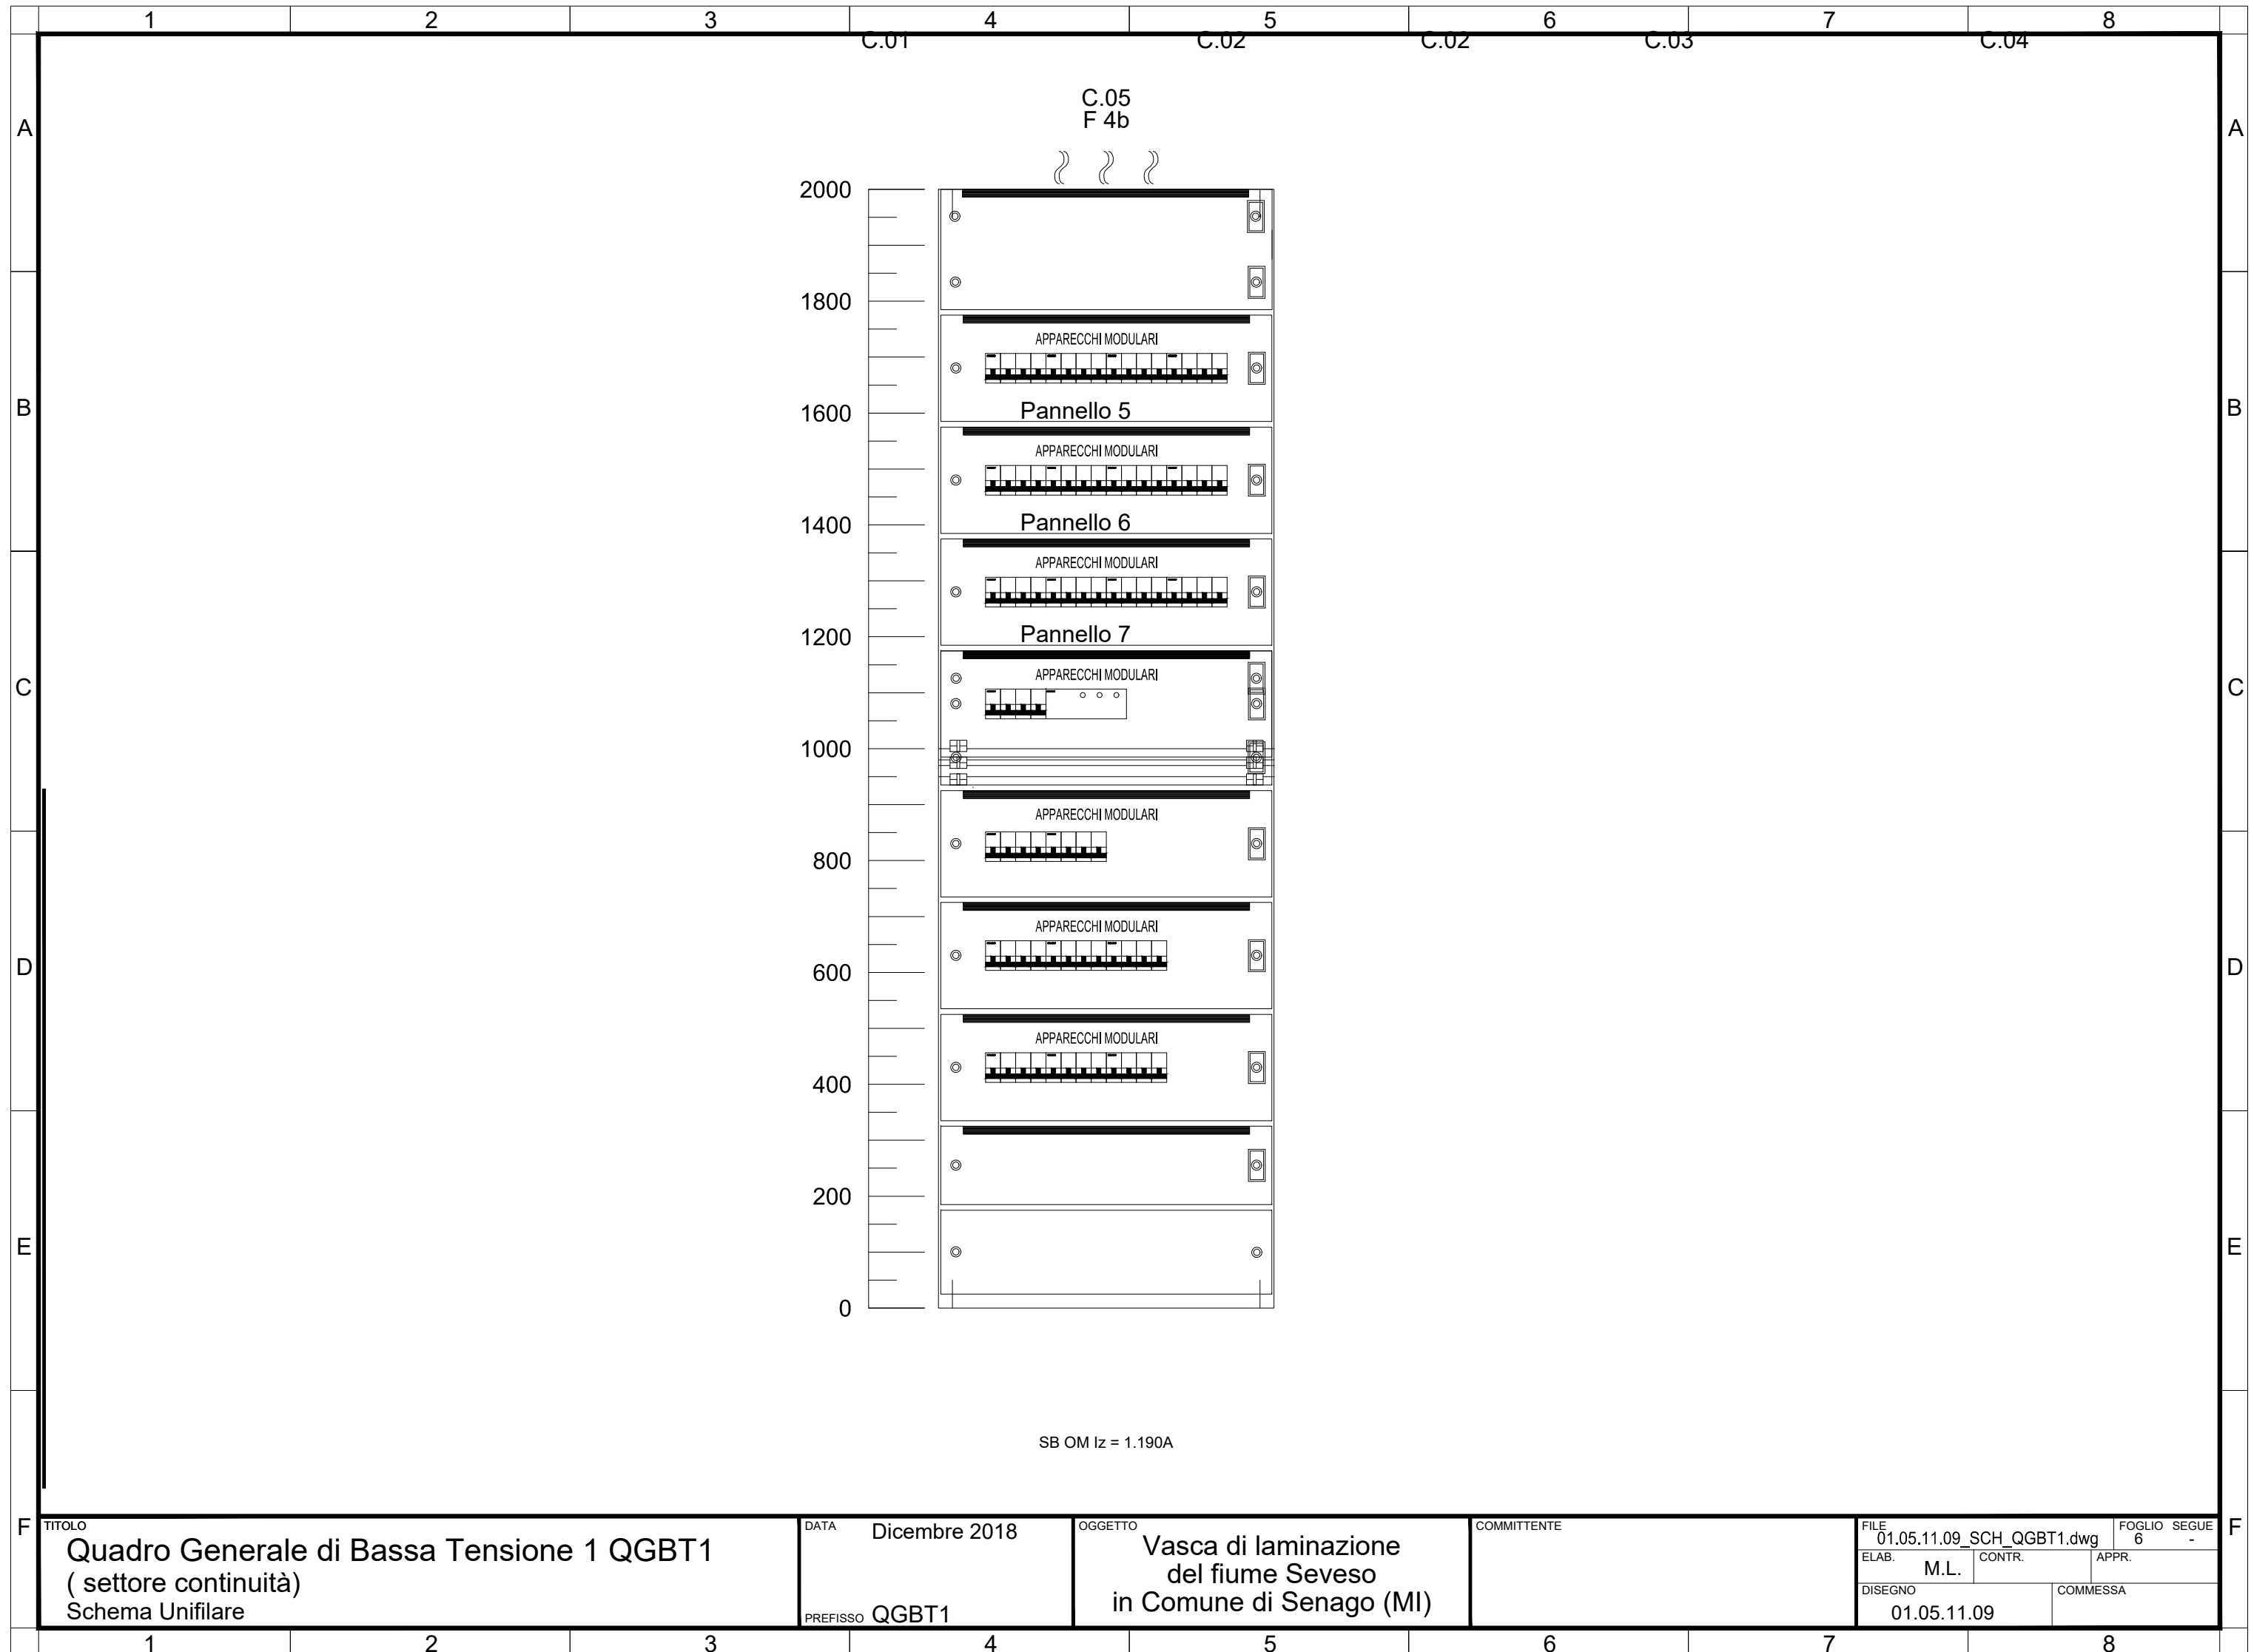 1 2 3 4 5 6 7 8
C.01 C.02 C.02 C.03 C.04
C.05
F 4b
A A
2000
1800
APPARECCHI MODULARI
B 1600 Pannello 5 B
APPARECCHI MODULARI
1400 Pannello 6
APPARECCHI MODULARI
1200 Pannello 7
APPARECCHI MODULARI
C C
1000
APPARECCHI MODULARI
800
APPARECCHI MODULARI
D D
600
APPARECCHI MODULARI
400
200
E E
0
SB OM Iz = 1.190A
F F
TITOLO
Quadro Generale di Bassa Tensione 1 QGBT1
( settore continuità)
Schema Unifilare
DATA Dicembre 2018
PREFISSO QGBT1
OGGETTO
Vasca di laminazione
del fiume Seveso
in Comune di Senago (MI)
COMMITTENTE
FILE
01.05.11.09_SCH_QGBT1.dwg
FOGLIO SEGUE
6 -
ELAB. M.L. CONTR. APPR.
DISEGNO COMMESSA
01.05.11.09
1 2 3 4 5 6 7 8